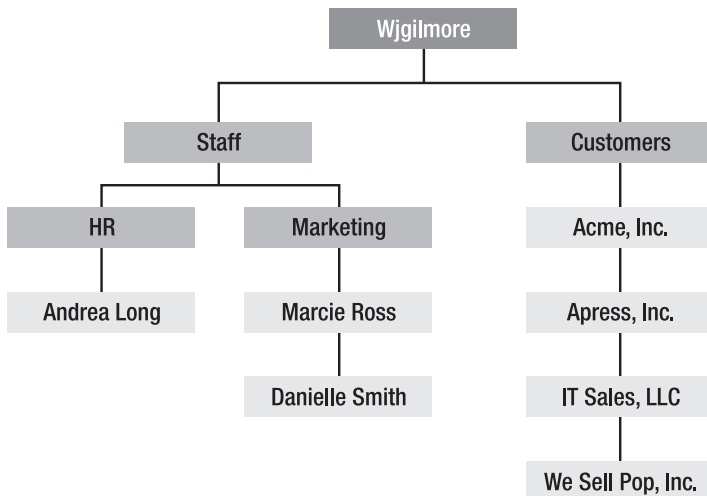 Wjgilmore
Staff
Customers
HR
Marketing
Acme, Inc.
Andrea Long
Marcie Ross
Apress, Inc.
Danielle Smith
IT Sales, LLC
We Sell Pop, Inc.